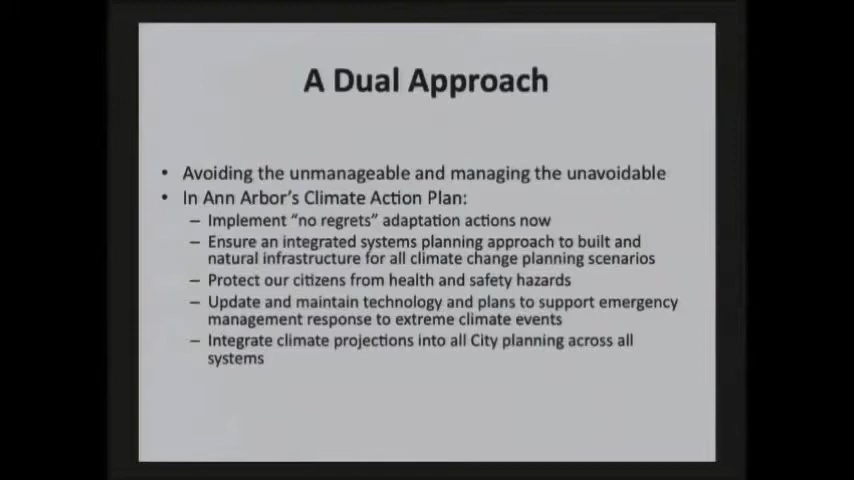 A Dual Approach
• Avoiding the unmanageable and managing the unavoidable
• In Ann Arbor's Climate Action Plan:
– Implement “no regrets” adaptation actions now
– Ensure an integrated systems planning approach to built and
natural infrastructure for all climate change planning scenarios
– Protect our citizens from health and safety hazards
– Update and maintain technology and plans to support emergency
management response to extreme climate events
– Integrate climate projections into all City planning across all
systems